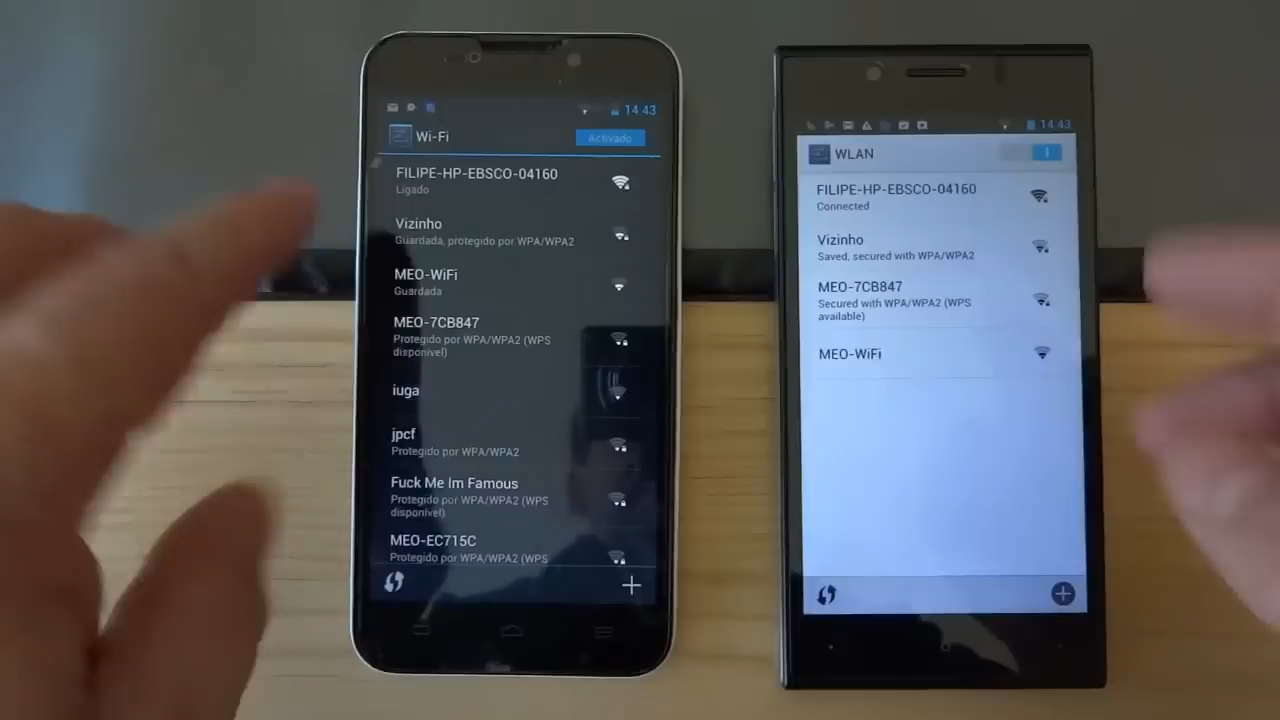 14:43
Wi-Fi
Activado
FILIPE-HP-EBSCO-04160
Ligado
Vizinho
Guardada, protegido por WPA/WPA2
MEO-WiFi
Guardada
MEO-7CB847
Protegido por WPA/WPA2 (WPS
disponível)
iuga
jpcf
Protegido por WPA/WPA2
Fuck Me Im Famous
Protegido por WPA/WPA2 (WPS
disponível)
MEO-EC715C
Protegido por WPA/WPA2 (WPS
14:43
WLAN
FILIPE-HP-EBSCO-04160
Connected
Vizinho
Saved, secured with WPA/WPA2
MEO-7CB847
Secured with WPA/WPA2 (WPS
available)
MEO-WiFi